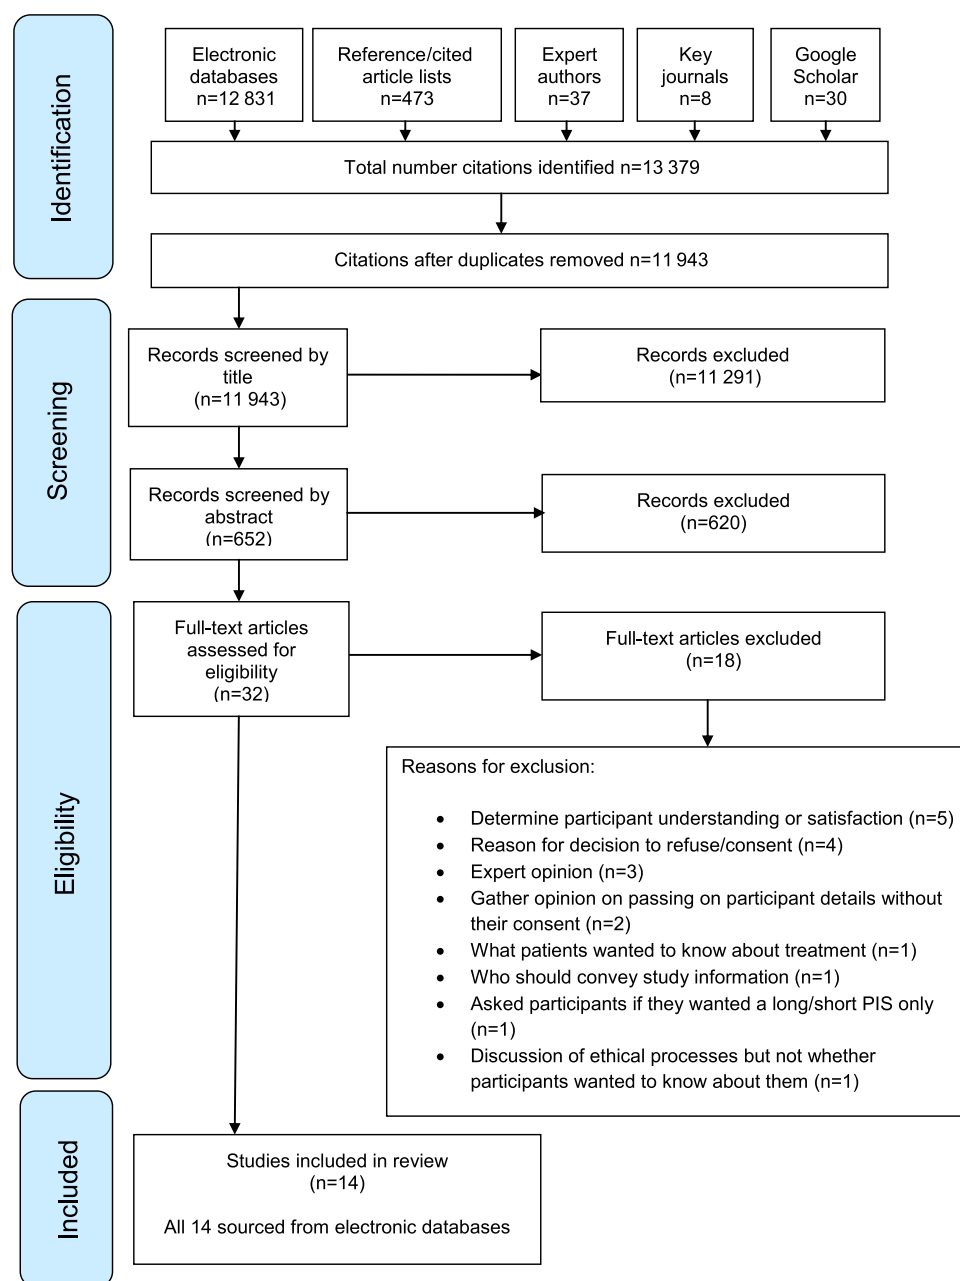 Identification
Electronic
databases
n=12 831
Reference/cited
article lists
n=473
Expert
authors
n=37
Key
journals
n=8
Google
Scholar
n=30
Total number citations identified n=13 379
Citations after duplicates removed n=11 943
Screening
Records screened by
title
(n=11 943)
Records excluded
(n=11 291)
Records screened by
abstract
(n=652)
Records excluded
(n=620)
Eligibility
Full-text articles
assessed for
eligibility
(n=32)
Full-text articles excluded
(n=18)
Reasons for exclusion:
• Determine participant understanding or satisfaction (n=5)
• Reason for decision to refuse/consent (n=4)
• Expert opinion (n=3)
• Gather opinion on passing on participant details without
their consent (n=2)
• What patients wanted to know about treatment (n=1)
• Who should convey study information (n=1)
• Asked participants if they wanted a long/short PIS only
(n=1)
• Discussion of ethical processes but not whether
participants wanted to know about them (n=1)
Included
Studies included in review
(n=14)
All 14 sourced from electronic databases